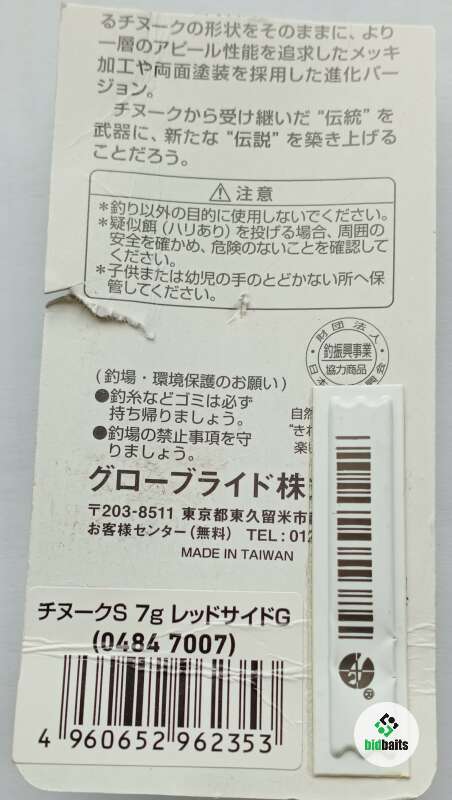 るチヌークの形状をそのままに、より
一層のアピール性能を追求したメッキ
加工や両面塗装を採用した進化バー
ジョン。
チヌークから受け継いだ“伝統”を
武器に、新たな“伝説”を築き上げる
ことだろう。
⚠注意
*釣り以外の目的に使用しないでください。
*疑似餌(ハリあり)を投げる場合、周囲の
安全を確かめ、危険のないことを確認して
ください。
*子供または幼児の手のとどかない所へ保
管してください。
財団法人・
釣振興事業
協力商品
日
(釣場・環境保護のお願い)
●釣糸などゴミは必ず
持ち帰りましょう。
●釣場の禁止事項を守
りましょう。
自然
“きれ
楽
グローブライド株
〒203-8511 東京都東久留米市
お客様センター(無料) TEL:012
MADE IN TAIWAN
チヌークS 7g レッドサイドG
(0484 7007)
4 960652 962353
bidbaits